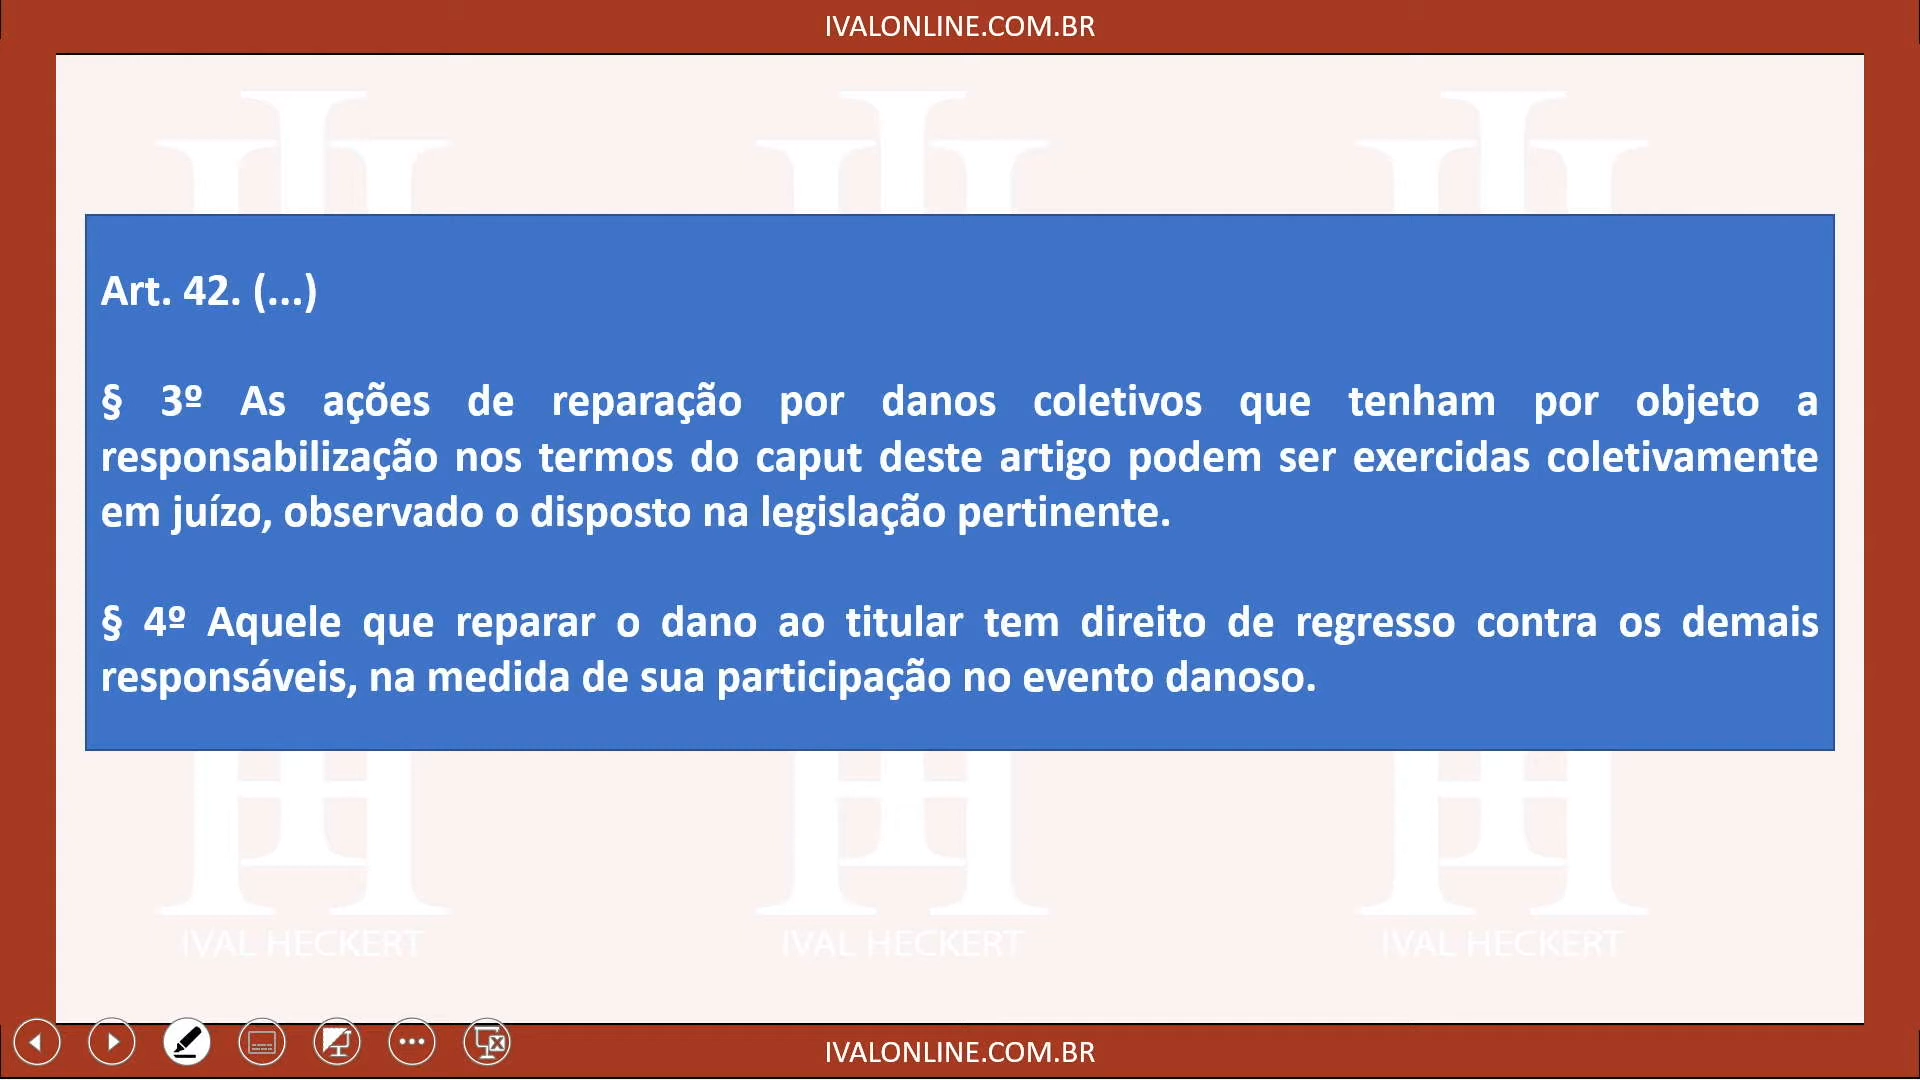 IVALONLINE.COM.BR
Art. 42. (...)
§ 3º As ações de reparação por danos coletivos que tenham por objeto a
responsabilização nos termos do caput deste artigo podem ser exercidas coletivamente
em juízo, observado o disposto na legislação pertinente.
§ 4º Aquele que reparar o dano ao titular tem direito de regresso contra os demais
responsáveis, na medida de sua participação no evento danoso.
IVAL HECKERT IVAL HECKERT IVAL HECKERT
IVALONLINE.COM.BR